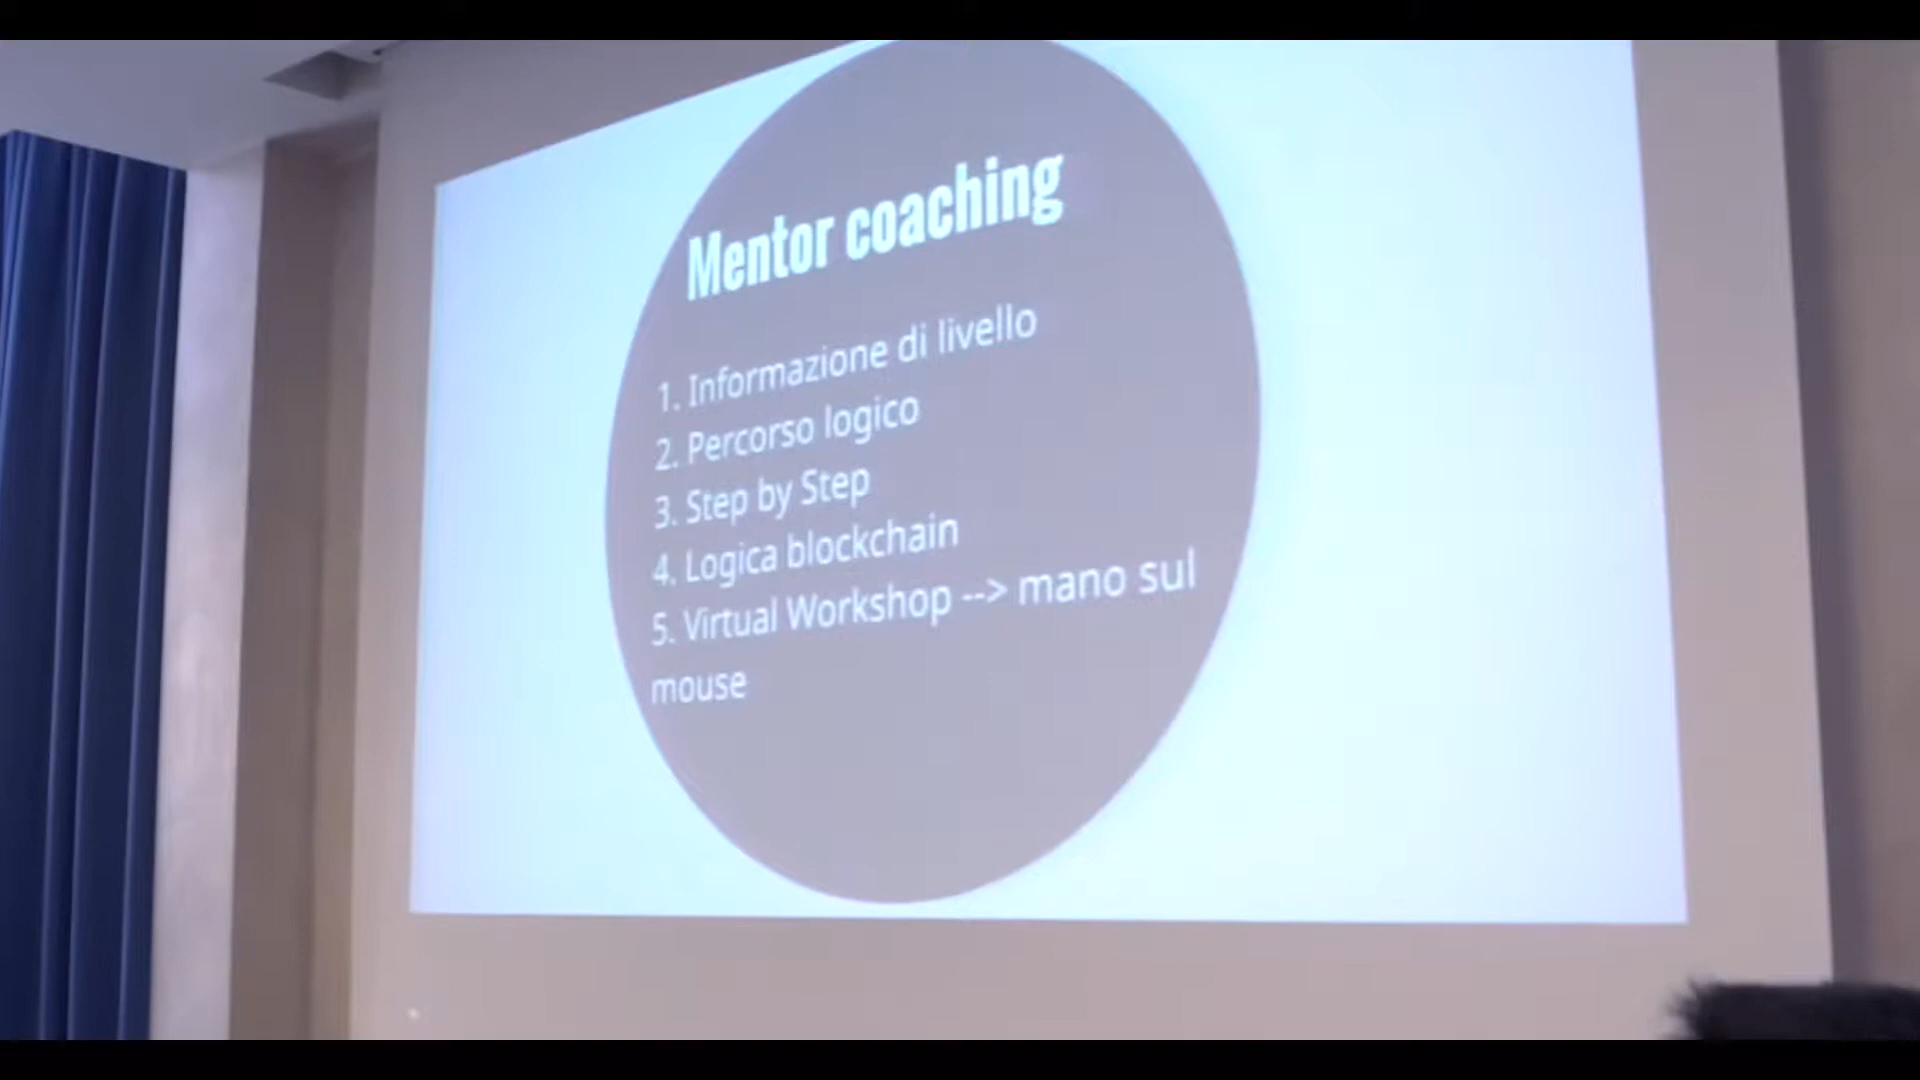 Mentor coaching
1. Informazione di livello
2. Percorso logico
3. Step by Step
4. Logica blockchain
5. Virtual Workshop --> mano sul
mouse